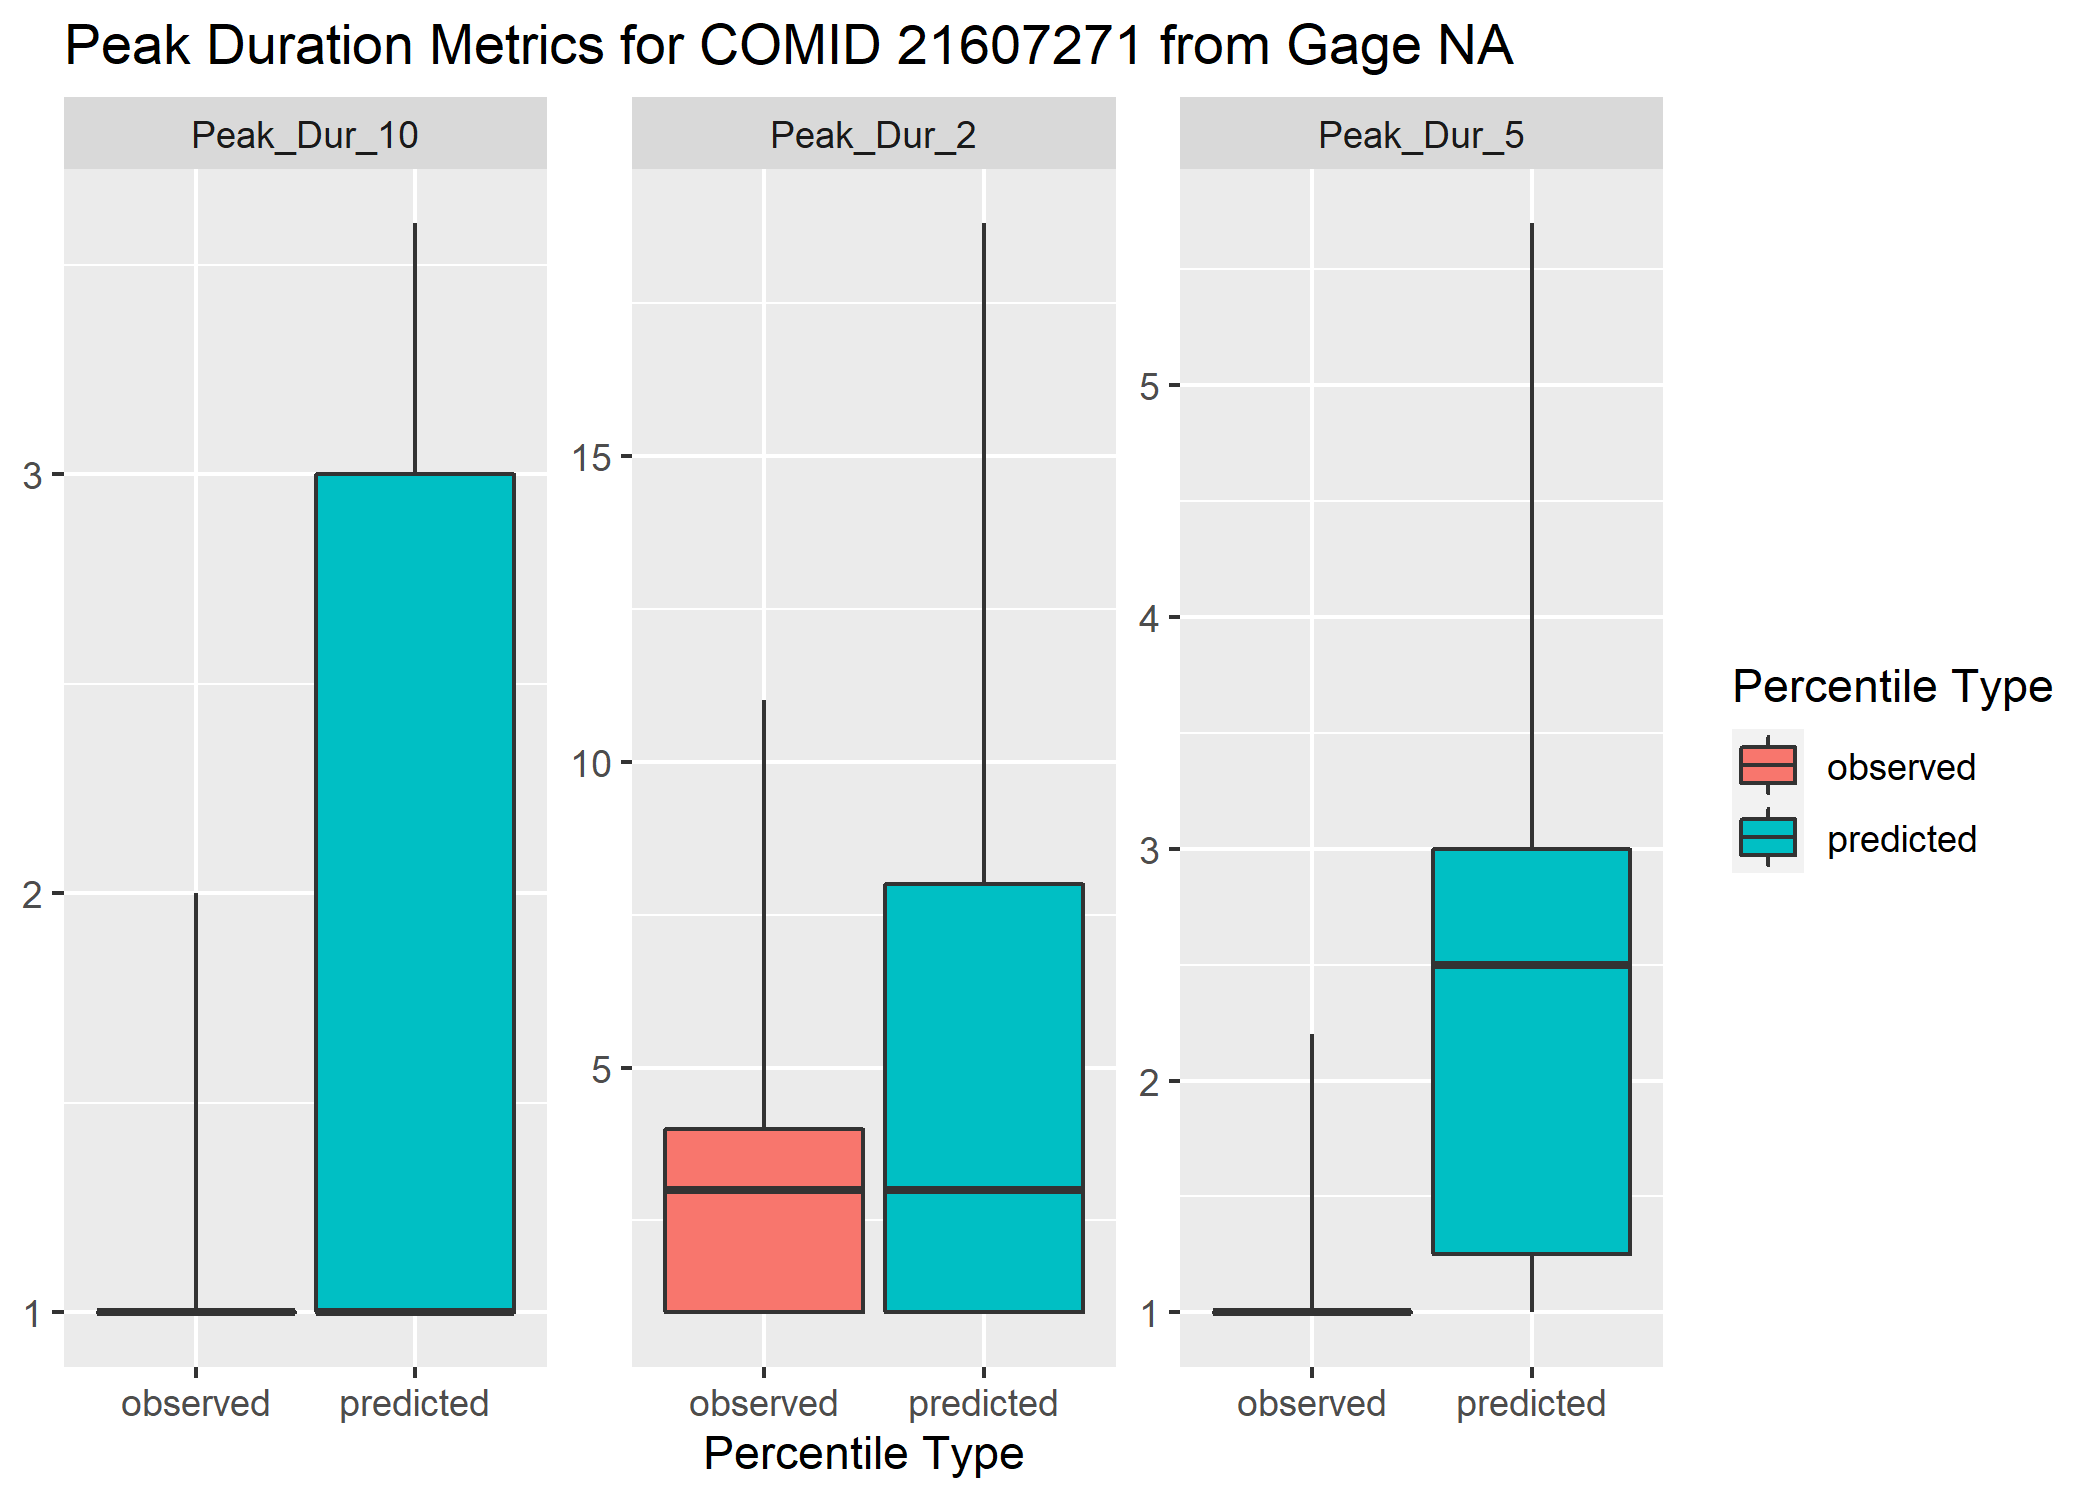 Peak Duration Metrics for COMID 21607271 from Gage NA
Peak_Dur_10
Peak_Dur_2
Peak_Dur_5
3
2
1
15
10
5
5
4
3
2
1
observed
predicted
observed
predicted
observed
predicted
Percentile Type
Percentile Type
observed
predicted